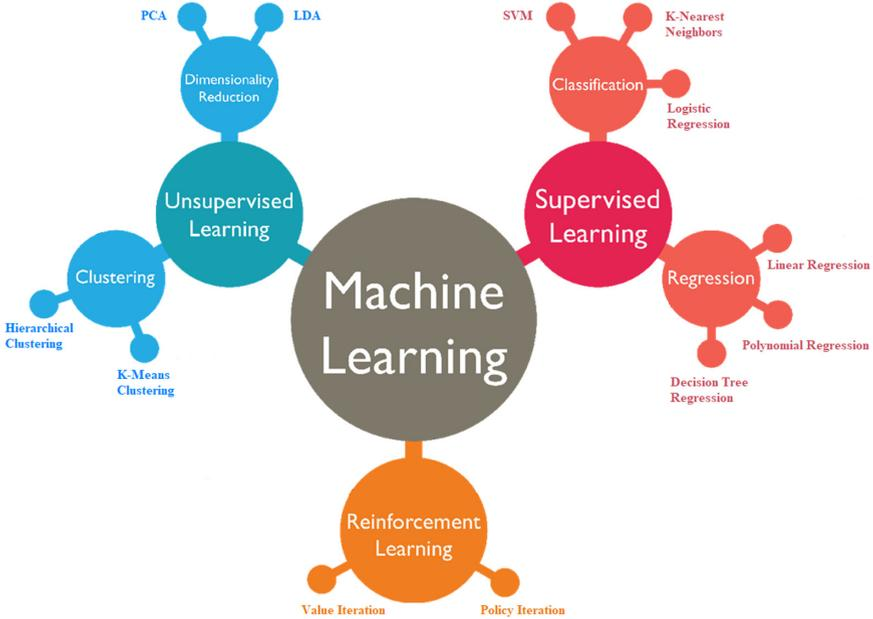 PCA
LDA
Dimensionality
Reduction
Unsupervised
Learning
Clustering
Hierarchical
Clustering
K-Means
Clustering
SVM
K-Nearest
Neighbors
Classification
Logistic
Regression
Supervised
Learning
Regression
Linear Regression
Polynomial Regression
Decision Tree
Regression
Machine
Learning
Reinforcement
Learning
Value Iteration
Policy Iteration